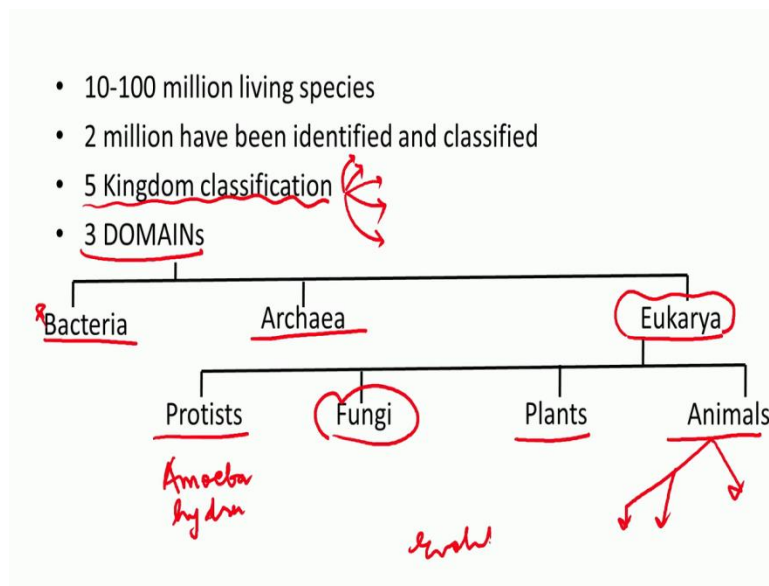 • 10-100 million living species
• 2 million have been identified and classified
• 5 Kingdom classification
• 3 DOMAINs
Bacteria Archaea Eukarya
Protists Fungi Plants Animals
Amoeba
hydra